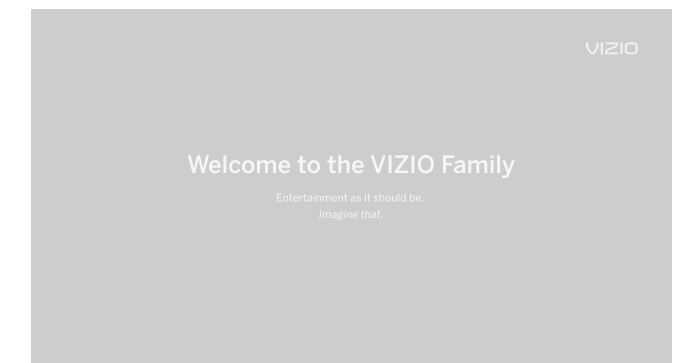 VIZIO
Welcome to the VIZIO Family
Entertainment as it should be.
Imagine that.